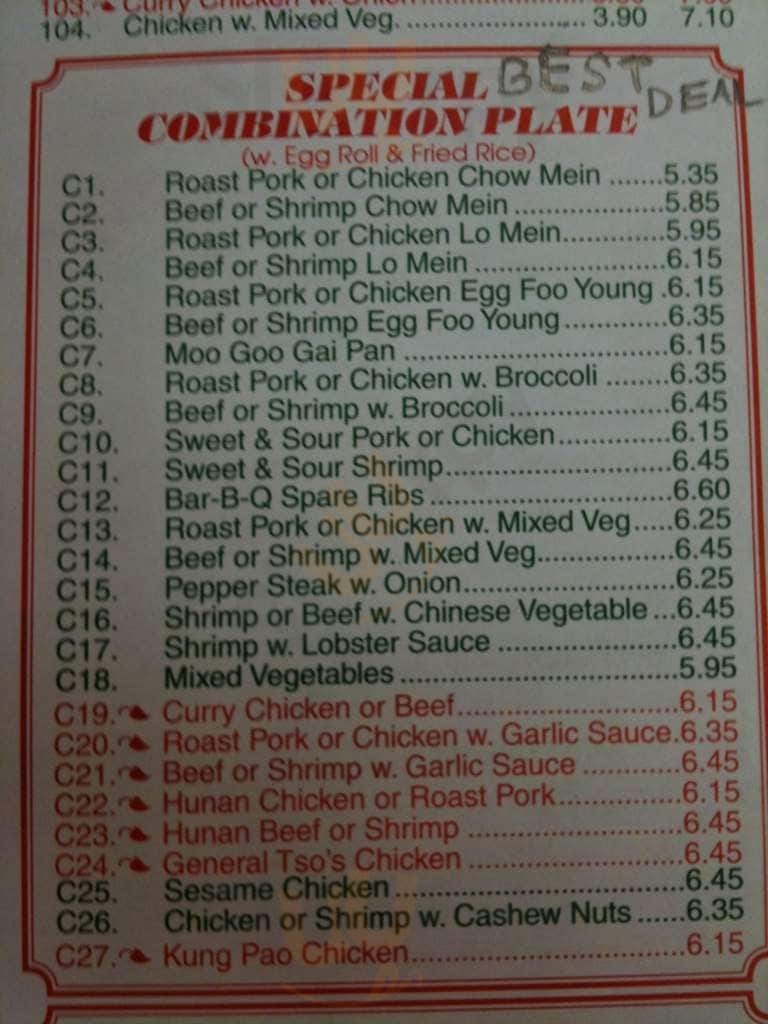 103. Curry Chicken w. Onion
104. Chicken w. Mixed Veg. .......................... 3.90 7.10
SPECIAL BEST DEAL
COMBINATION PLATE
(w. Egg Roll & Fried Rice)
C1. Roast Pork or Chicken Chow Mein .......5.35
C2. Beef or Shrimp Chow Mein ....................5.85
C3. Roast Pork or Chicken Lo Mein..............5.95
C4. Beef or Shrimp Lo Mein .........................6.15
C5. Roast Pork or Chicken Egg Foo Young .6.15
C6. Beef or Shrimp Egg Foo Young..............6.35
C7. Moo Goo Gai Pan ...................................6.15
C8. Roast Pork or Chicken w. Broccoli ........6.35
C9. Beef or Shrimp w. Broccoli .....................6.45
C10. Sweet & Sour Pork or Chicken...............6.15
C11. Sweet & Sour Shrimp..............................6.45
C12. Bar-B-Q Spare Ribs ................................6.60
C13. Roast Pork or Chicken w. Mixed Veg.....6.25
C14. Beef or Shrimp w. Mixed Veg..................6.45
C15. Pepper Steak w. Onion............................6.25
C16. Shrimp or Beef w. Chinese Vegetable ...6.45
C17. Shrimp w. Lobster Sauce ........................6.45
C18. Mixed Vegetables .....................................5.95
C19. Curry Chicken or Beef.............................6.15
C20. Roast Pork or Chicken w. Garlic Sauce.6.35
C21. Beef or Shrimp w. Garlic Sauce .............6.45
C22. Hunan Chicken or Roast Pork................6.15
C23. Hunan Beef or Shrimp ............................6.45
C24. General Tso's Chicken ............................6.45
C25. Sesame Chicken ......................................6.45
C26. Chicken or Shrimp w. Cashew Nuts ......6.35
C27. Kung Pao Chicken...................................6.15